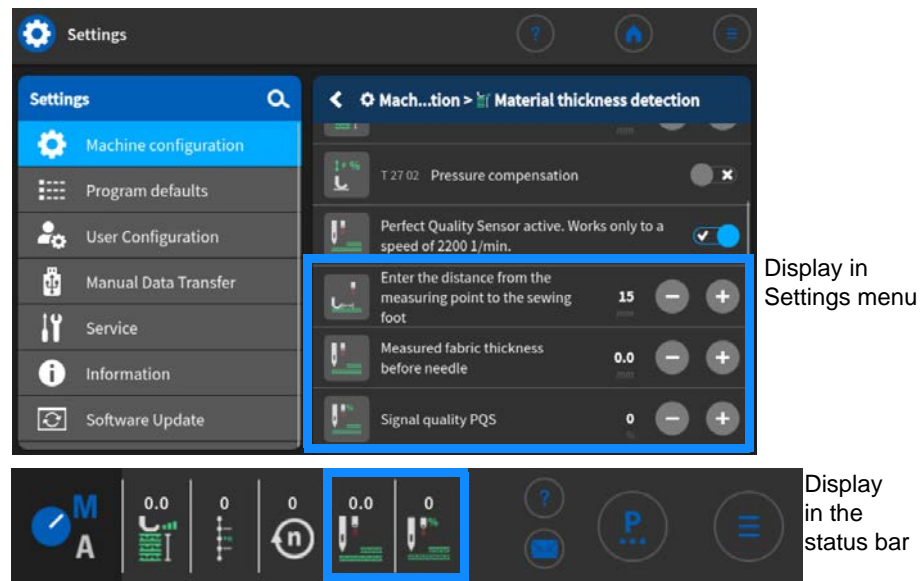 Settings
?
Settings
Mach...tion > Material thickness detection
mm
Machine configuration
T 27 02 Pressure compensation
Program defaults
Perfect Quality Sensor active. Works only to a
speed of 2200 1/min.
User Configuration
Manual Data Transfer
Enter the distance from the
measuring point to the sewing
foot
15
mm
Service
Measured fabric thickness
before needle
0.0
mm
Information
Software Update
Signal quality PQS
0
%
Display in
Settings menu
M
A
0.0
0
0
n
0.0
0
%
?
P
Display
in the
status bar